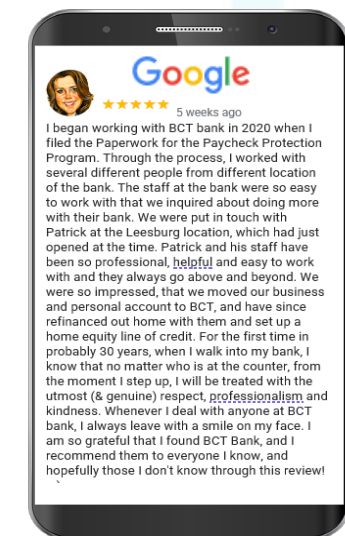 Google
5 weeks ago
I began working with BCT bank in 2020 when I
filed the Paperwork for the Paycheck Protection
Program. Through the process, I worked with
several different people from different location
of the bank. The staff at the bank were so easy
to work with that we inquired about doing more
with their bank. We were put in touch with
Patrick at the Leesburg location, which had just
opened at the time. Patrick and his staff have
been so professional, helpful and easy to work
with and they always go above and beyond. We
were so impressed, that we moved our business
and personal account to BCT, and have since
refinanced out home with them and set up a
home equity line of credit. For the first time in
probably 30 years, when I walk into my bank, I
know that no matter who is at the counter, from
the moment I step up, I will be treated with the
utmost (& genuine) respect, professionalism and
kindness. Whenever I deal with anyone at BCT
bank, I always leave with a smile on my face. I
am so grateful that I found BCT Bank, and I
recommend them to everyone I know, and
hopefully those I don't know through this review!